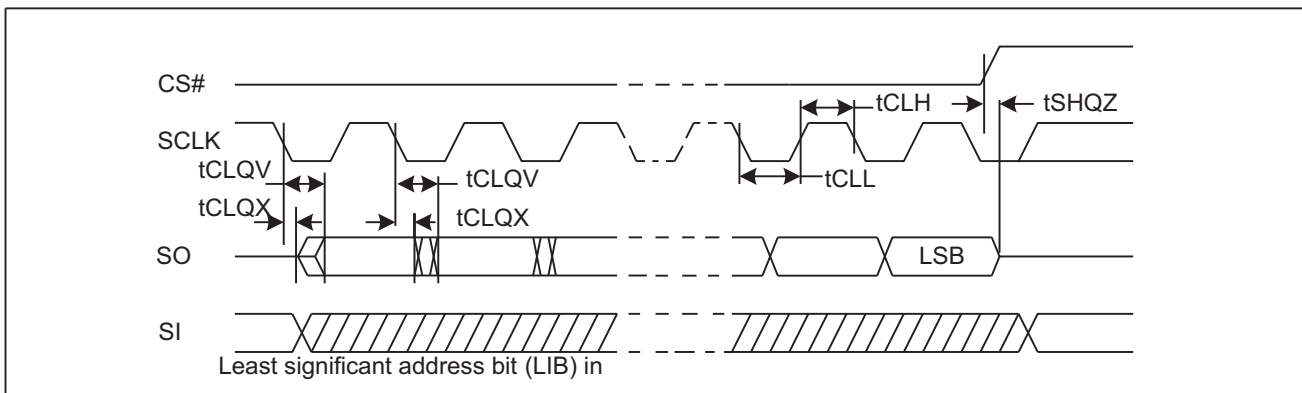 CS#
tCLH
tSHQZ
SCLK
tCLQV
tCLQV
tCLL
tCLQX
tCLQX
SO
LSB
SI
Least significant address bit (LIB) in